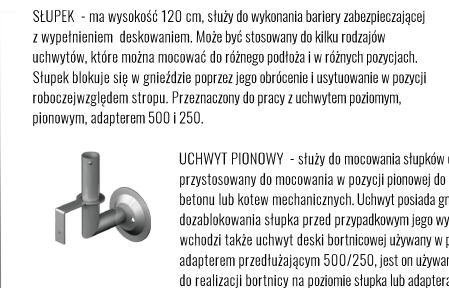 SŁUPEK - ma wysokość 120 cm, służy do wykonania bariery zabezpieczającej
z wypełnieniem deskowaniem. Może być stosowany do kilku rodzajów
uchwytów, które można mocować do różnego podłoża i w różnych pozycjach.
Słupek blokuje się w gnieździe poprzez jego obrócenie i usytuowanie w pozycji
roboczejwzględem stropu. Przeznaczony do pracy z uchwytem poziomym,
pionowym, adapterem 500 i 250.
UCHWYT PIONOWY - służy do mocowania słupków
przystosowany do mocowania w pozycji pionowej do
betonu lub kotew mechanicznych. Uchwyt posiada
dozablokowania słupka przed przypadkowym jego
wchodzi także uchwyt deski bortnicowej używany w
adapterem przedłużającym 500/250, jest on
do realizacji bortnicy na poziomie słupka lub